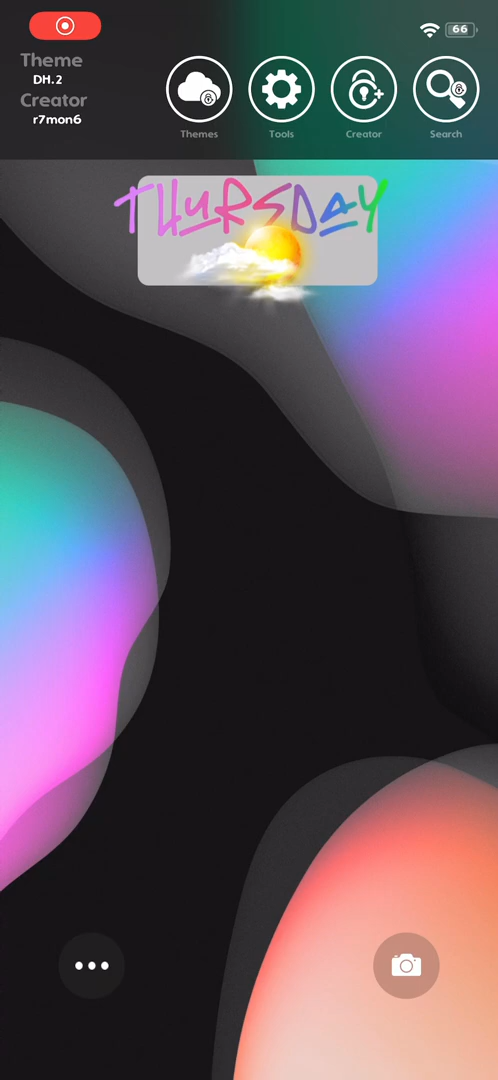 66
Theme
DH.2
Creator
r7mon6
Themes
Tools
Creator
Search
THURSDAY